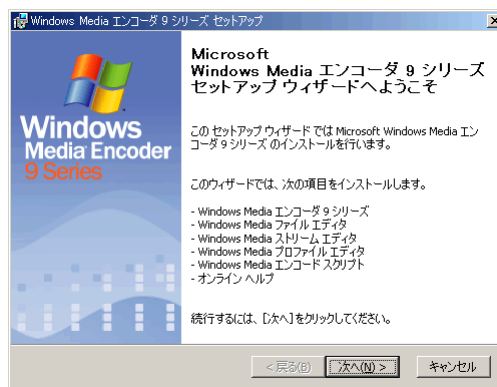 Windows Media エンコーダ 9 シリーズ セットアップ
Windows
Media Encoder
9 Series
Microsoft
Windows Media エンコーダ 9 シリーズ
セットアップ ウィザードへようこそ
この セットアップ ウィザード では Microsoft Windows Media エン
コーダ 9 シリーズ のインストールを行います。
このウィザードでは、次の項目をインストールします。
- Windows Media エンコーダ 9 シリーズ
- Windows Media ファイル エディタ
- Windows Media ストリーム エディタ
- Windows Media プロファイル エディタ
- Windows Media エンコード スクリプト
- オンライン ヘルプ
続行するには、[次へ] をクリックしてください。
< 戻る(B)
次へ(N) >
キャンセル